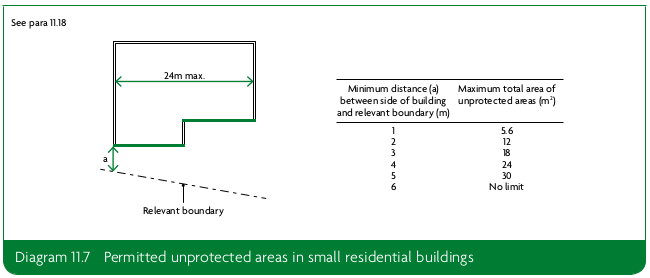 See para 11.18
24m max.
a
Relevant boundary
Minimum distance (a) between side of building and relevant boundary (m)
Maximum total area of unprotected areas (m²)
1 5.6
2 12
3 18
4 24
5 30
6 No limit
Diagram 11.7 Permitted unprotected areas in small residential buildings